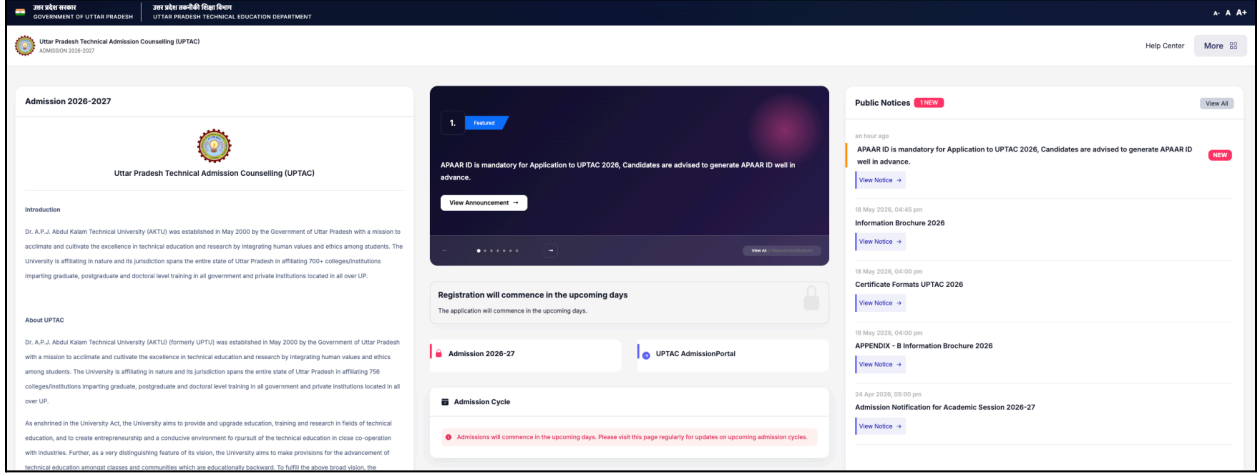 उत्तर प्रदेश सरकार
GOVERNMENT OF UTTAR PRADESH
उत्तर प्रदेश तकनीकी शिक्षा विभाग
UTTAR PRADESH TECHNICAL EDUCATION DEPARTMENT
A- A A+
Uttar Pradesh Technical Admission Counselling (UPTAC)
ADMISSION 2026-2027
Help Center
More
Admission 2026-2027
Uttar Pradesh Technical Admission Counselling (UPTAC)
Introduction
Dr. A.P.J. Abdul Kalam Technical University (AKTU) was established in May 2000 by the Government of Uttar Pradesh with a mission to
acclimate and cultivate the excellence in technical education and research by integrating human values and ethics among students. The
University is affiliating in nature and its jurisdiction spans the entire state of Uttar Pradesh in affiliating 700+ colleges/institutions
imparting graduate, postgraduate and doctoral level training in all government and private institutions located in all over UP.
About UPTAC
Dr. A.P.J. Abdul Kalam Technical University (AKTU) (formerly UPTU) was established in May 2000 by the Government of Uttar Pradesh
with a mission to acclimate and cultivate the excellence in technical education and research by integrating human values and ethics
among students. The University is affiliating in nature and its jurisdiction spans the entire state of Uttar Pradesh in affiliating 756
colleges/institutions imparting graduate, postgraduate and doctoral level training in all government and private institutions located in all
over UP.
As enshrined in the University Act, the University aims to provide and upgrade education, training and research in fields of technical
education, and to create entrepreneurship and a conducive environment fo rpursuit of the technical education in close co-operation
with industries. Further, as a very distinguishing feature of its vision, the University aims to make provisions for the advancement of
technical education amongst classes and communities which are educationally backward. To fulfill the above broad vision, the
1.
Featured
APAAR ID is mandatory for Application to UPTAC 2026, Candidates are advised to generate APAAR ID well in
advance.
View Announcement →
View All
Registration will commence in the upcoming days
The application will commence in the upcoming days.
Admission 2026-27
UPTAC AdmissionPortal
Admission Cycle
Admissions will commence in the upcoming days. Please visit this page regularly for updates on upcoming admission cycles.
Public Notices
1 NEW
View All
an hour ago
APAAR ID is mandatory for Application to UPTAC 2026, Candidates are advised to generate APAAR ID
well in advance.
NEW
View Notice →
18 May 2026, 04:45 pm
Information Brochure 2026
View Notice →
18 May 2026, 04:00 pm
Certificate Formats UPTAC 2026
View Notice →
18 May 2026, 04:00 pm
APPENDIX - B Information Brochure 2026
View Notice →
24 Apr 2026, 05:00 pm
Admission Notification for Academic Session 2026-27
View Notice →